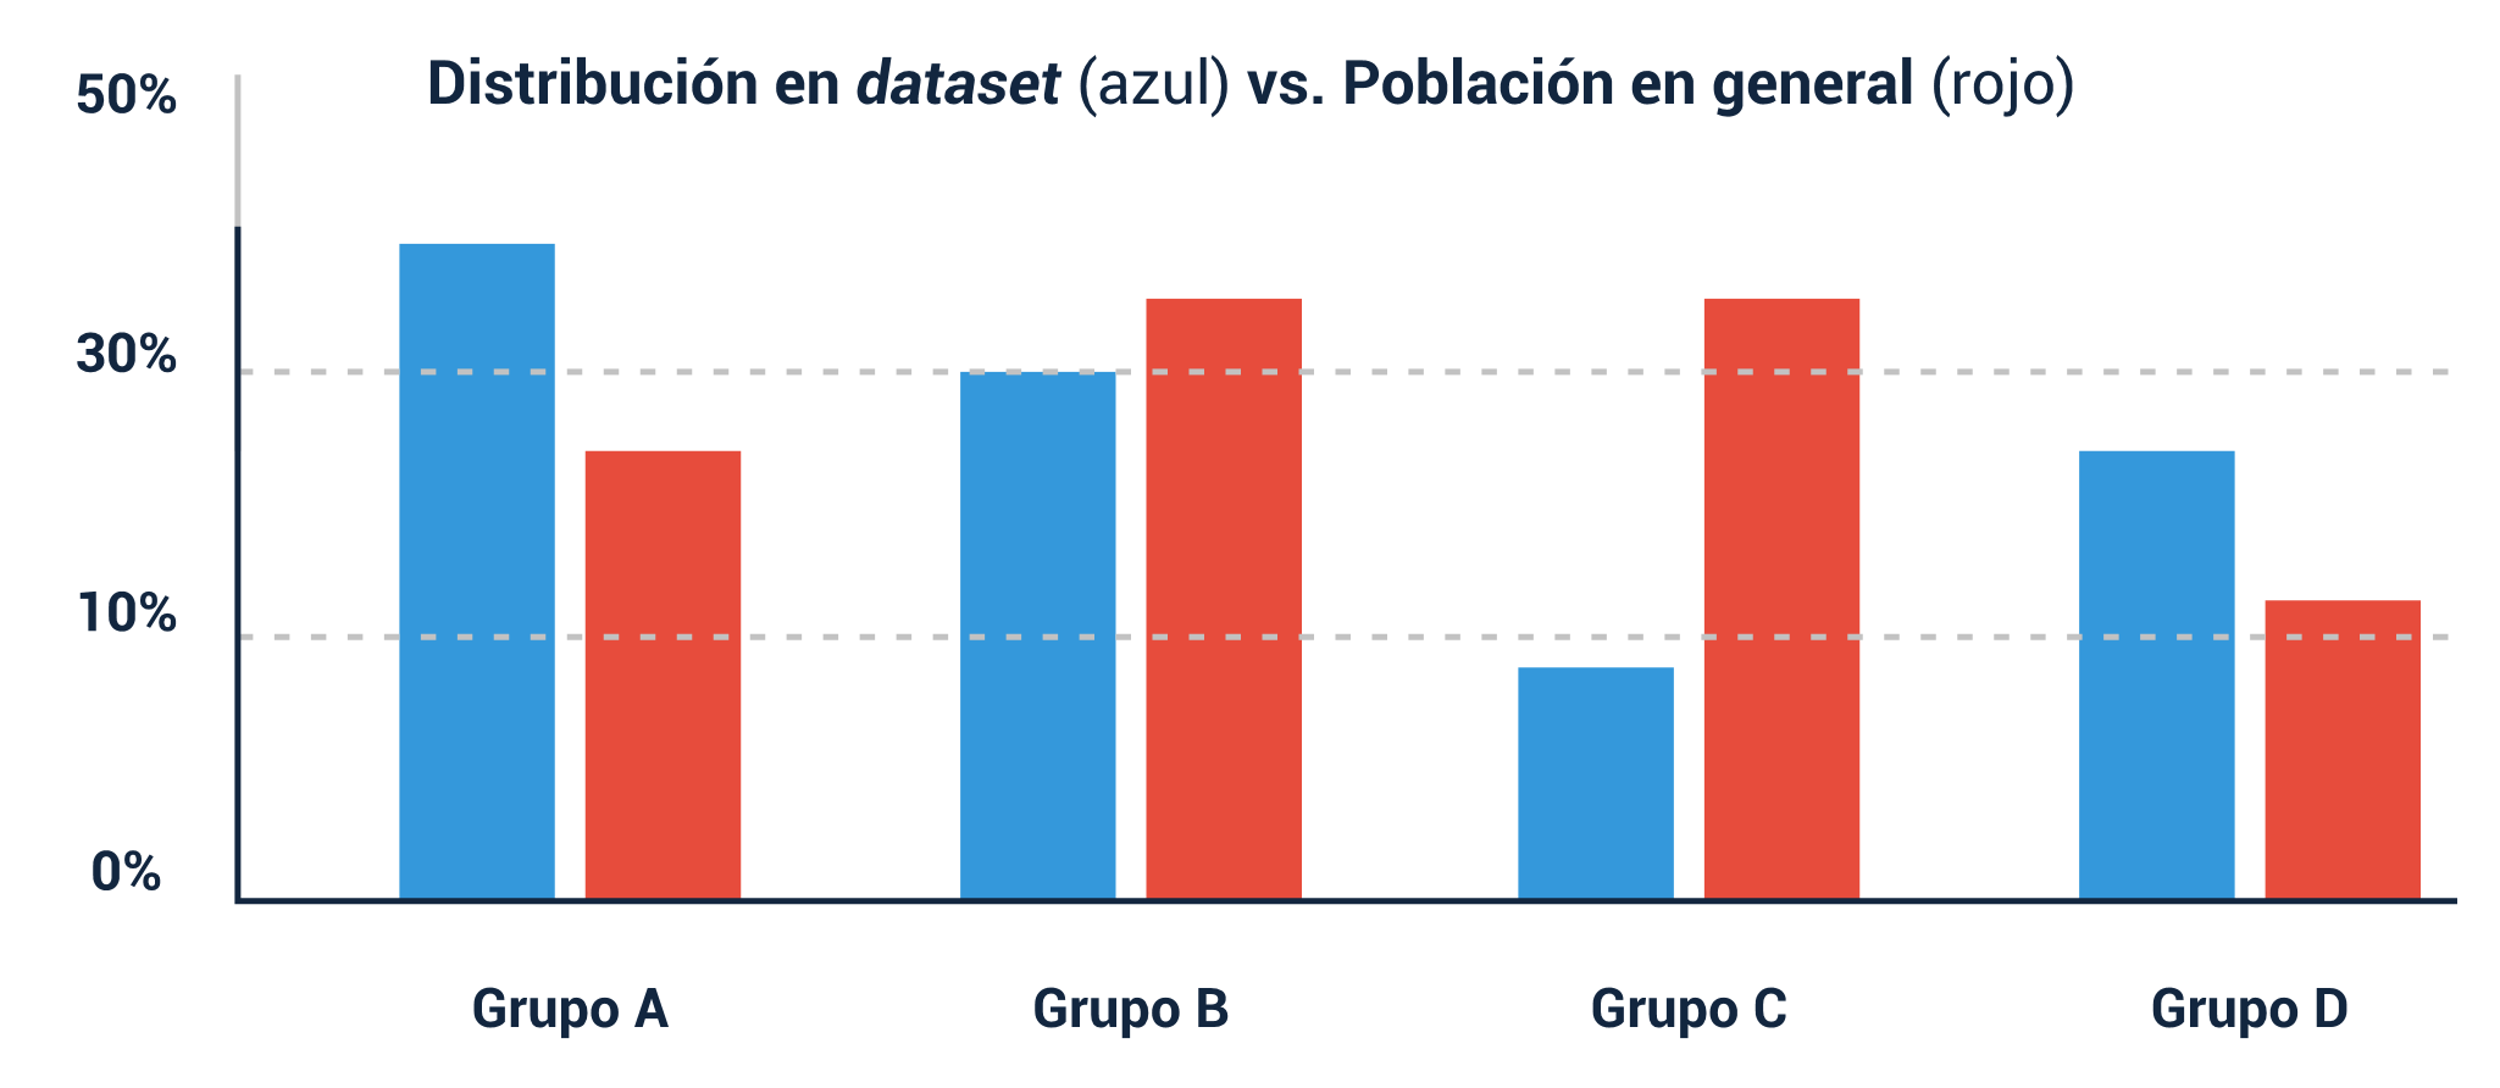 Distribución en dataset (azul) vs. Población en general (rojo)
50%
30%
10%
0%
Grupo A
Grupo B
Grupo C
Grupo D